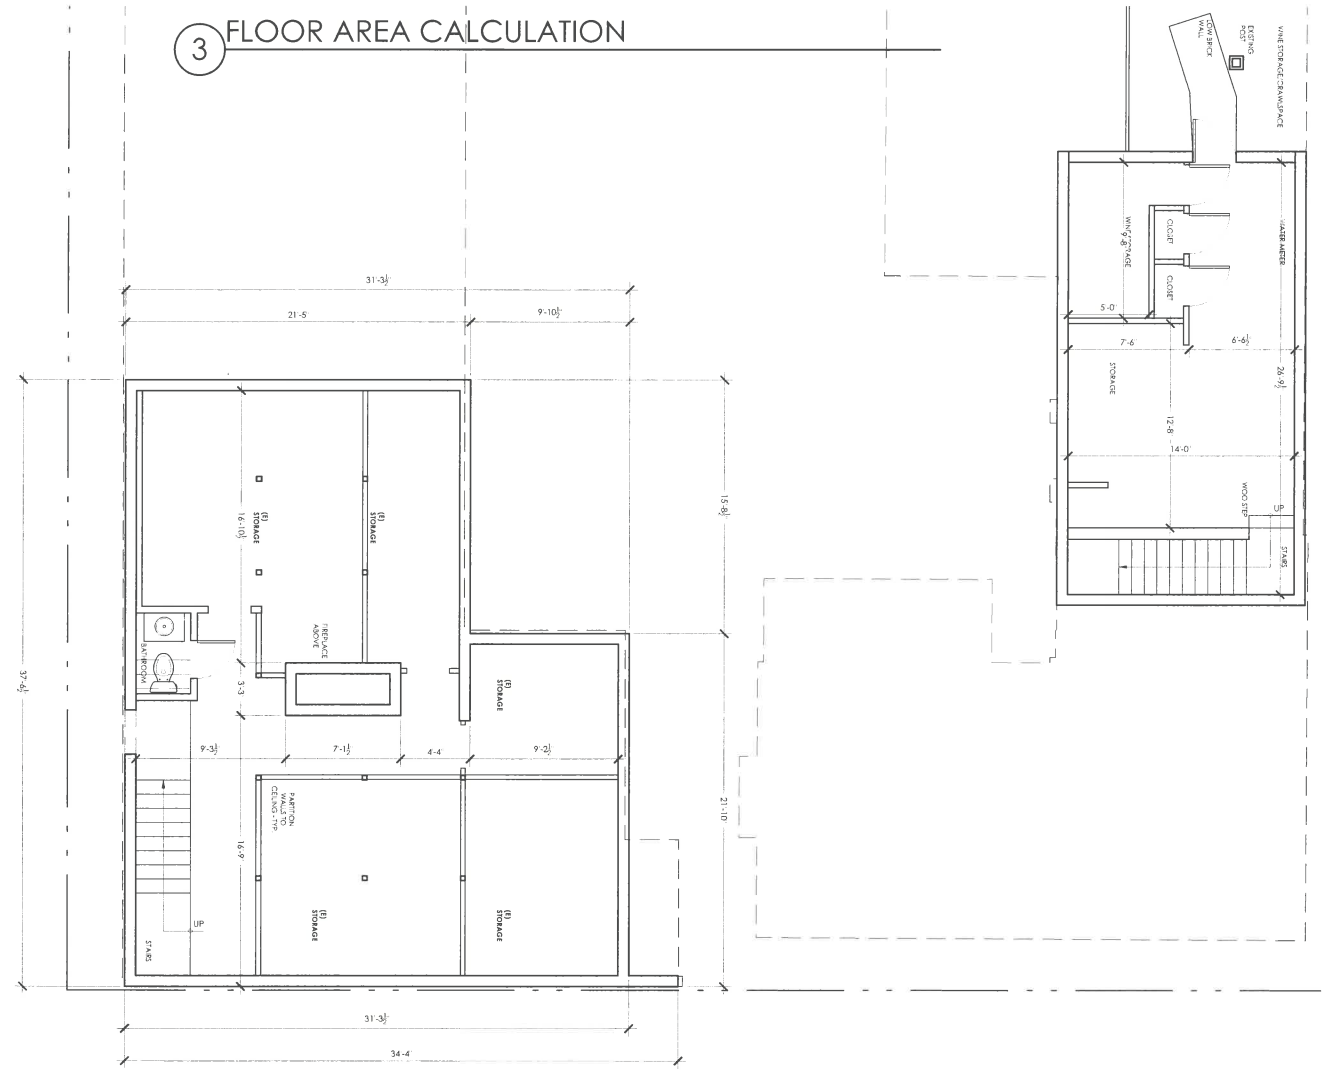 3
FLOOR AREA CALCULATION
LOW BRICK
WALL
EXISTING
POST
WINE STORAGE/CRAWLSPACE
WATER METER
CLOSET
9'-8"
CLOSET
5'-0"
7'-6"
6'-6½"
STORAGE
26'-9½"
12'-8"
14'-0"
UP
STAIRS
31'-3½"
21'-5"
9'-10½"
15'-8½"
16'-10½"
(E)
STORAGE
(E)
STORAGE
FIREPLACE
ABOVE
BATHROOM
3'-3
(E)
STORAGE
37'-6½"
9'-3½"
7'-1½"
4'-4"
9'-2½"
PARTITION
WALLS TO
CEILING - TYP.
21'-10"
16'-9"
UP
STAIRS
(E)
STORAGE
(E)
STORAGE
31'-3½"
34'-4"